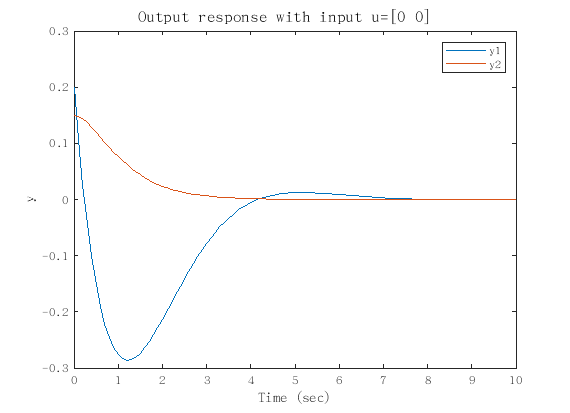 Output response with input u=[0 0]
0.3
0.2
0.1
0
-0.1
-0.2
-0.3
y
y1
y2
0 1 2 3 4 5 6 7 8 9 10
Time (sec)